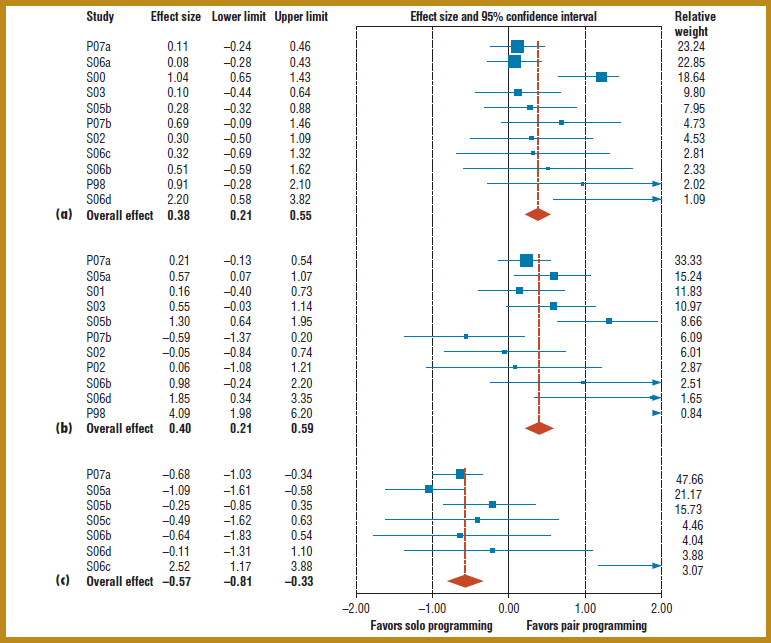 Study Effect size Lower limit Upper limit Effect size and 95% confidence interval Relative weight
P07a 0.11 −0.24 0.46 23.24
S06a 0.08 −0.28 0.43 22.85
S00 1.04 0.65 1.43 18.64
S03 0.10 −0.44 0.64 9.80
S05b 0.28 −0.32 0.88 7.95
P07b 0.69 −0.09 1.46 4.73
S02 0.30 −0.50 1.09 4.53
S06c 0.32 −0.69 1.32 2.81
S06b 0.51 −0.59 1.62 2.33
P98 0.91 −0.28 2.10 2.02
S06d 2.20 0.58 3.82 1.09
(a) Overall effect 0.38 0.21 0.55
P07a 0.21 −0.13 0.54 33.33
S05a 0.57 0.07 1.07 15.24
S01 0.16 −0.40 0.73 11.83
S03 0.55 −0.03 1.14 10.97
S05b 1.30 0.64 1.95 8.66
P07b −0.59 −1.37 0.20 6.09
S02 −0.05 −0.84 0.74 6.01
P02 0.06 −1.08 1.21 2.87
S06b 0.98 −0.24 2.20 2.51
S06d 1.85 0.34 3.35 1.65
P98 4.09 1.98 6.20 0.84
(b) Overall effect 0.40 0.21 0.59
P07a −0.68 −1.03 −0.34 47.66
S05a −1.09 −1.61 −0.58 21.17
S05b −0.25 −0.85 0.35 15.73
S05c −0.49 −1.62 0.63 4.46
S06b −0.64 −1.83 0.54 4.04
S06d −0.11 −1.31 1.10 3.88
S06c 2.52 1.17 3.88 3.07
(c) Overall effect −0.57 −0.81 −0.33
−2.00 −1.00 0.00 1.00 2.00
Favors solo programming Favors pair programming